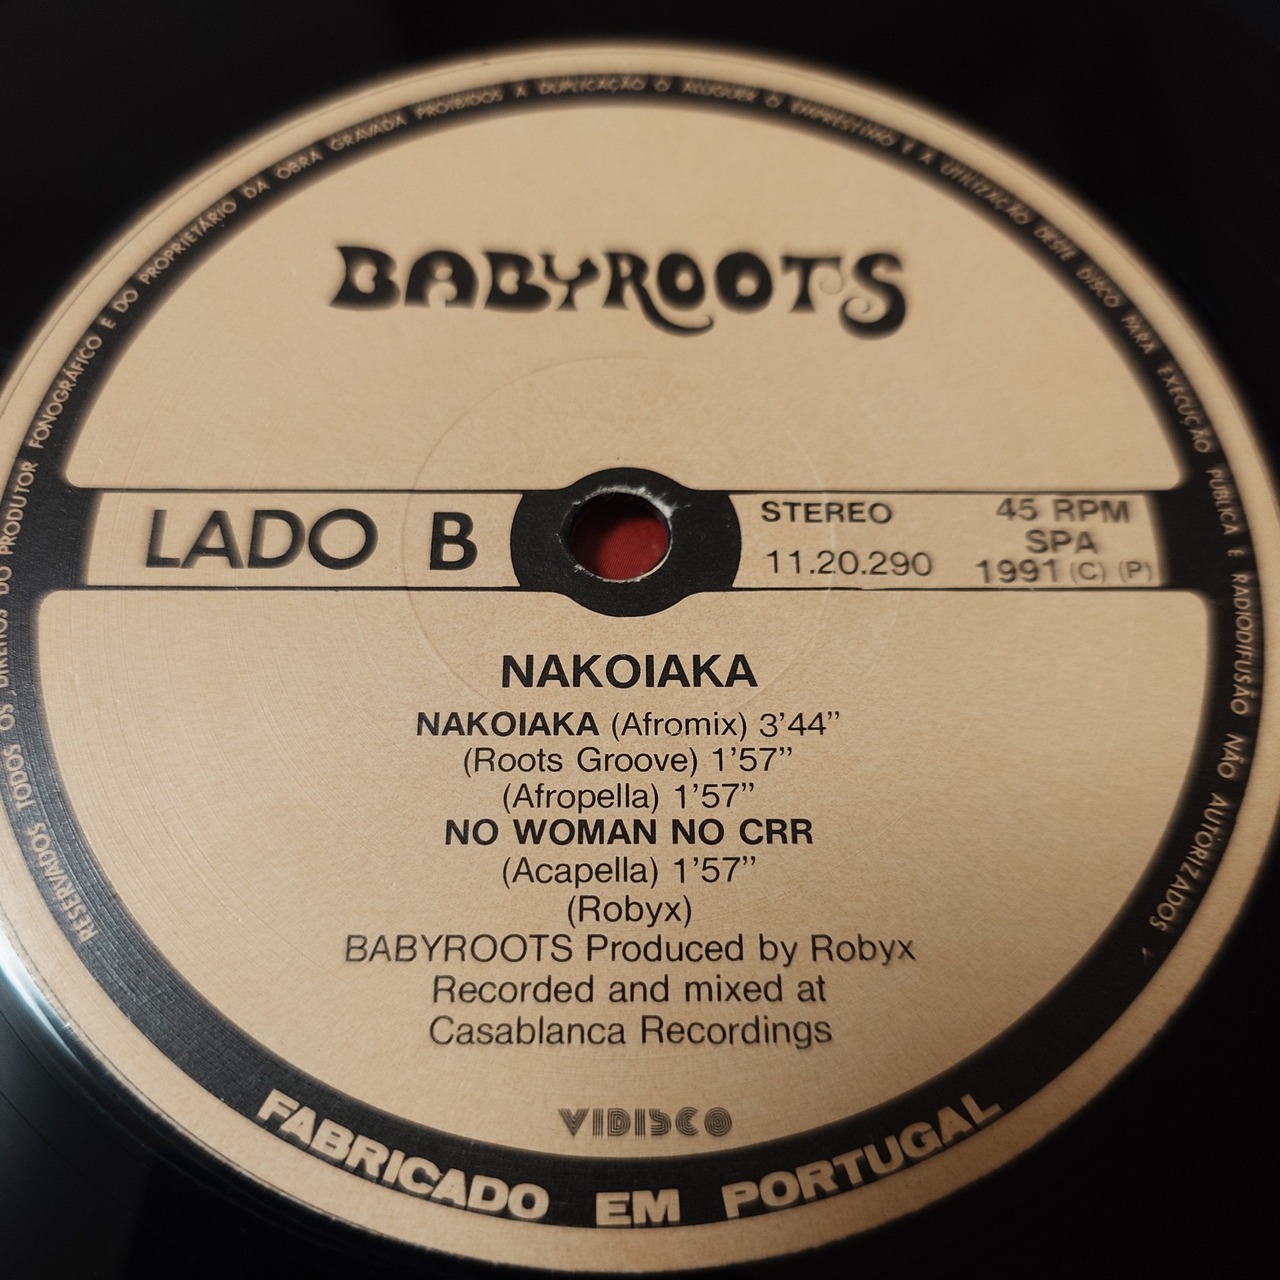 RESERVADOS TODOS OS DIREITOS DO PRODUTOR FONOGRÁFICO E DO PROPRIETÁRIO DA OBRA GRAVADA PROIBIDOS A DUPLICAÇÃO O ALUGUER O EMPRÉSTIMO E A UTILIZAÇÃO DESTE DISCO PARA EXECUÇÃO PÚBLICA E RADIODIFUSÃO NÃO AUTORIZADOS
BABYROOTS
LADO B
STEREO
11.20.290
45 RPM
SPA
1991 (C) (P)
NAKOIAKA
NAKOIAKA (Afromix) 3'44''
(Roots Groove) 1'57''
(Afropella) 1'57''
NO WOMAN NO CRR
(Acapella) 1'57''
(Robyx)
BABYROOTS Produced by Robyx
Recorded and mixed at
Casablanca Recordings
VIDISCO
FABRICADO EM PORTUGAL